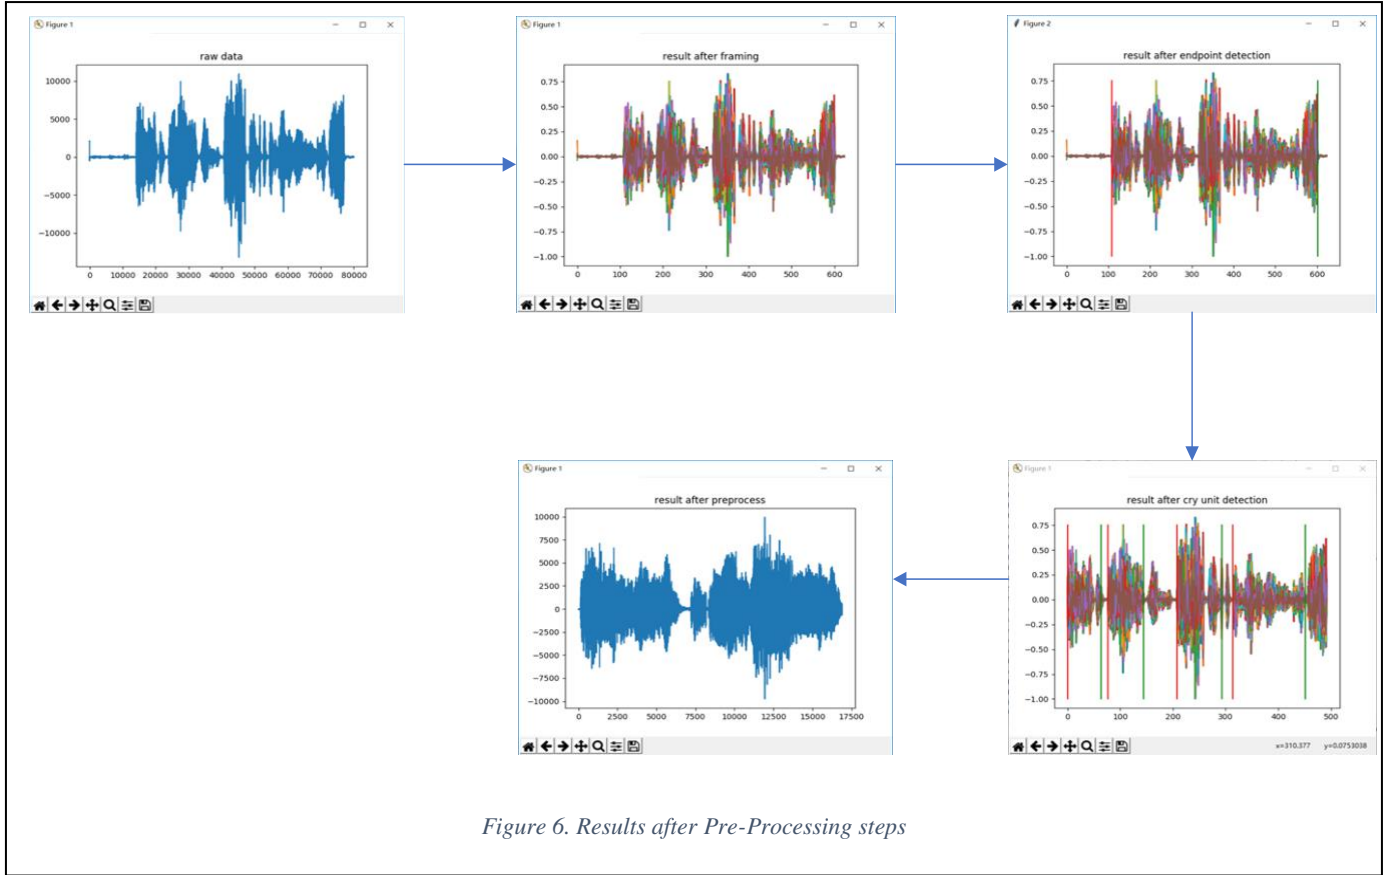 Figure 1
raw data
10000
5000
0
−5000
−10000
0 10000 20000 30000 40000 50000 60000 70000 80000
Figure 1
result after framing
0.75
0.50
0.25
0.00
−0.25
−0.50
−0.75
−1.00
0 100 200 300 400 500 600
Figure 2
result after endpoint detection
0.75
0.50
0.25
0.00
−0.25
−0.50
−0.75
−1.00
0 100 200 300 400 500 600
Figure 1
result after preprocess
10000
7500
5000
2500
0
−2500
−5000
−7500
−10000
0 2500 5000 7500 10000 12500 15000 17500
Figure 1
result after cry unit detection
0.75
0.50
0.25
0.00
−0.25
−0.50
−0.75
−1.00
0 100 200 300 400 500
x=310.377 y=0.0753038
Figure 6. Results after Pre-Processing steps